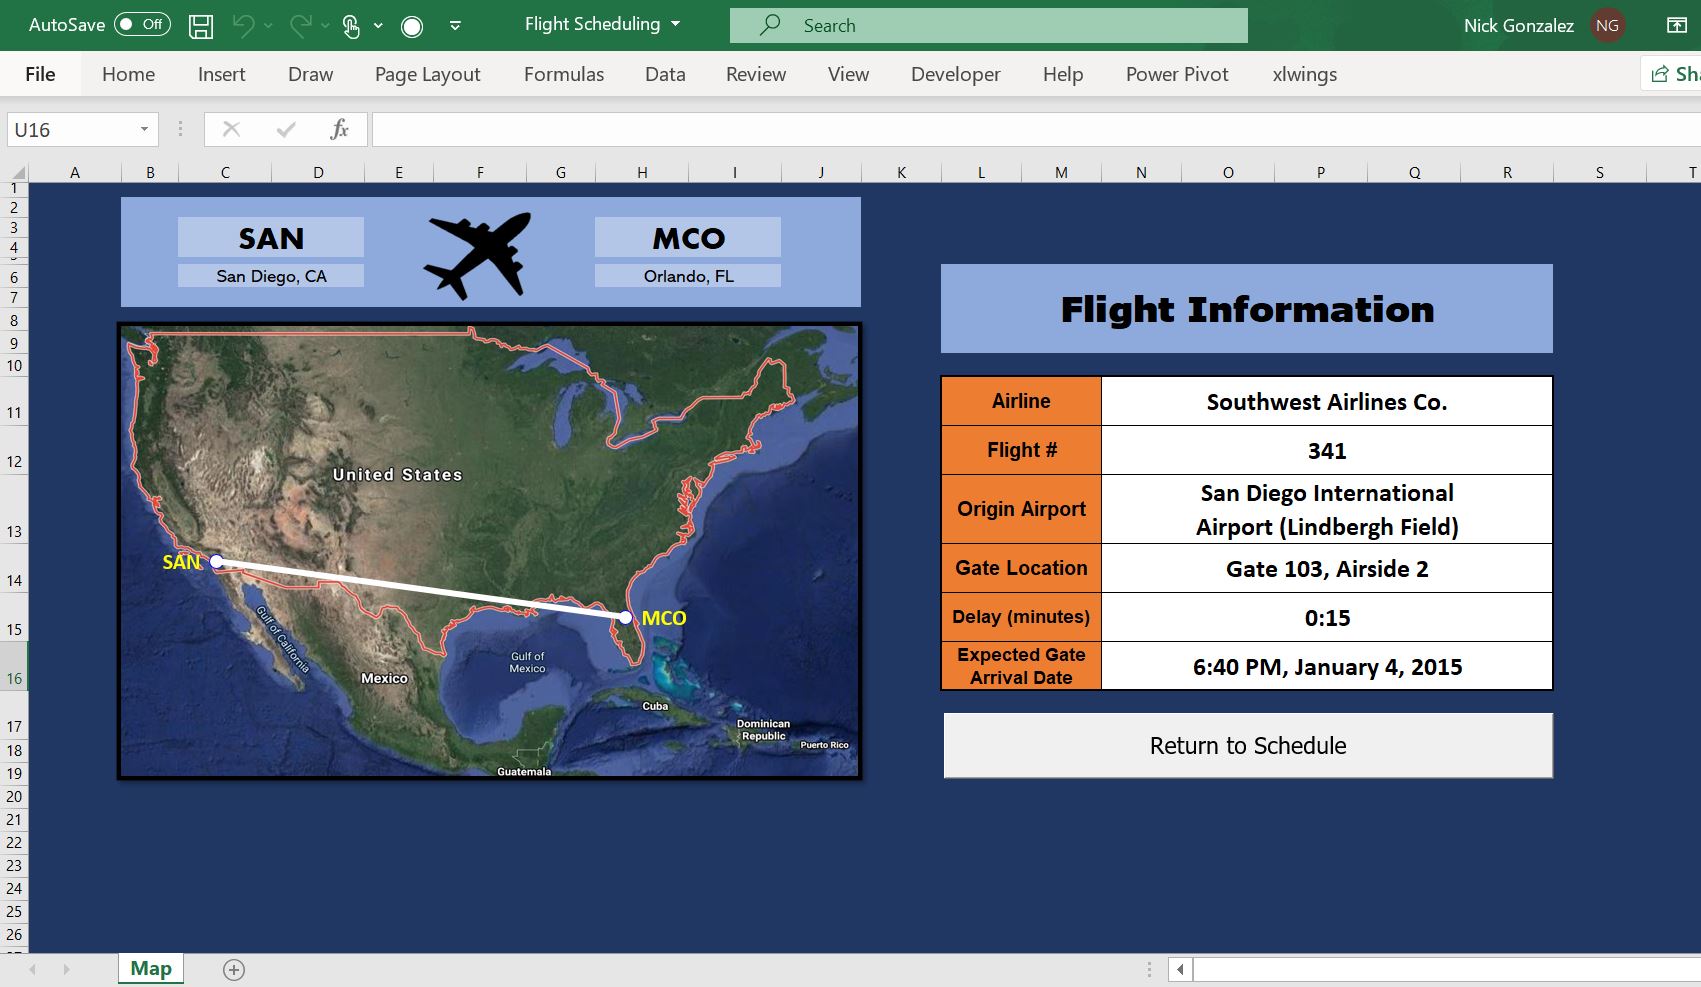 AutoSave Off
Flight Scheduling
Search
Nick Gonzalez NG
File Home Insert Draw Page Layout Formulas Data Review View Developer Help Power Pivot xlwings
U16
fx
A B C D E F G H I J K L M N O P Q R S T
1
2
3
4
6
7
8
9
10
11
12
13
14
15
16
17
18
19
20
21
22
23
24
25
26
SAN
San Diego, CA
MCO
Orlando, FL
United States
SAN
MCO
Gulf of California
Gulf of
Mexico
Mexico
Cuba
Dominican
Republic
Puerto Rico
Guatemala
Flight Information
Airline Southwest Airlines Co.
Flight # 341
Origin Airport San Diego International
Airport (Lindbergh Field)
Gate Location Gate 103, Airside 2
Delay (minutes) 0:15
Expected Gate
Arrival Date 6:40 PM, January 4, 2015
Return to Schedule
Map